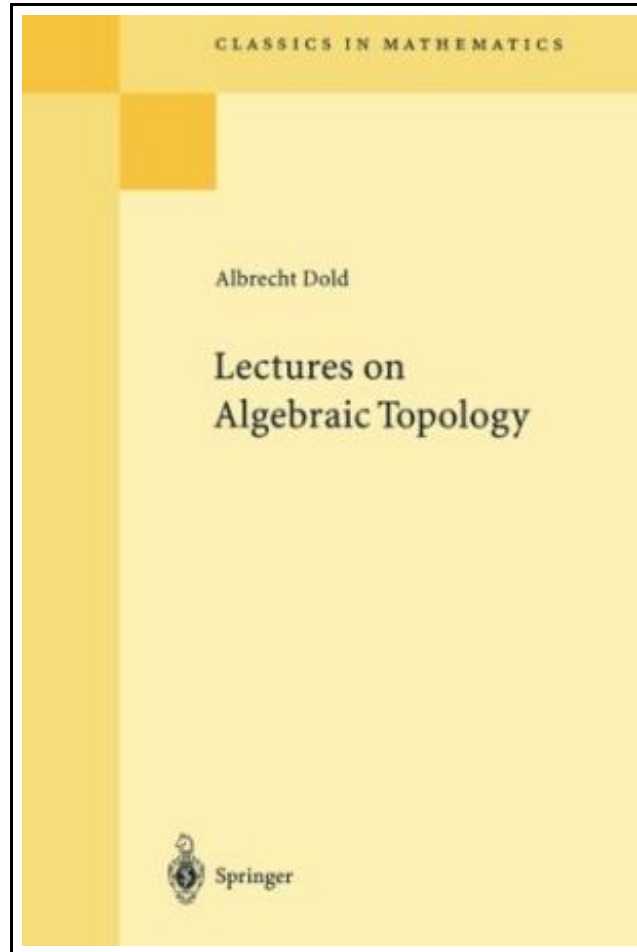 CLASSICS IN MATHEMATICS
Albrecht Dold
Lectures on
Algebraic Topology
Springer